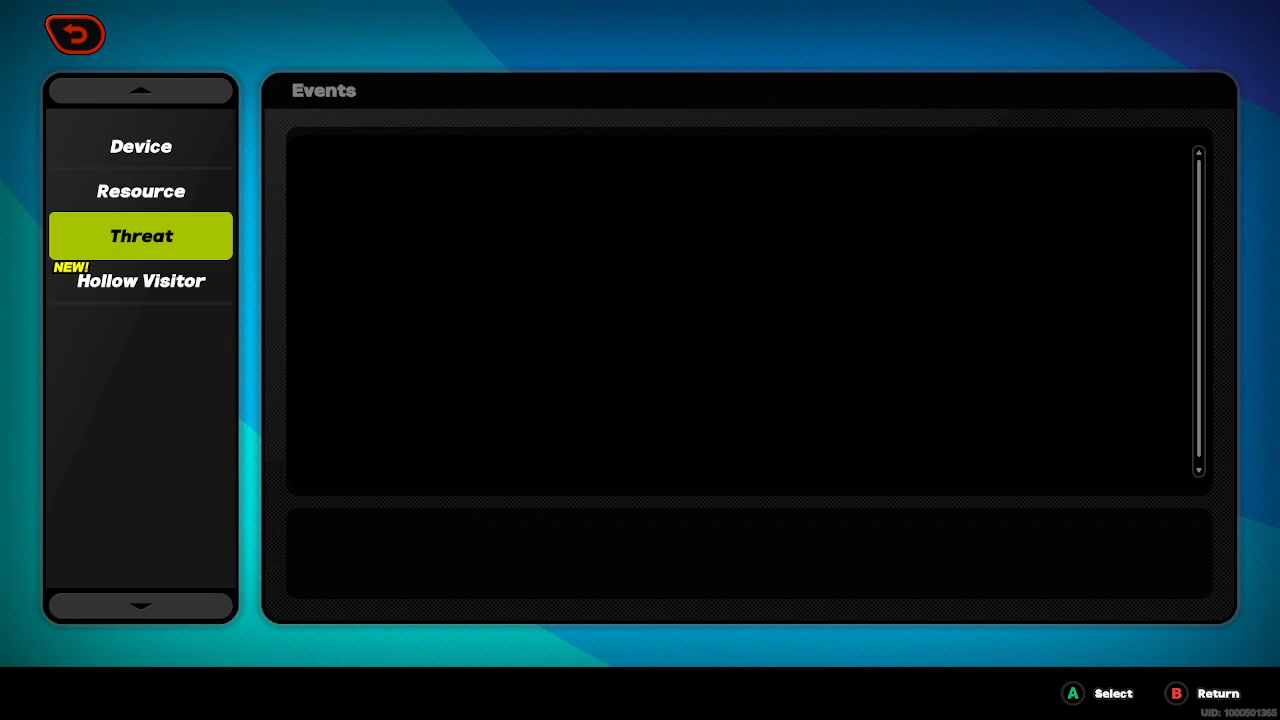 Events
Device
Resource
Threat
NEW!
Hollow Visitor
A Select
B Return
UID: 1000501365